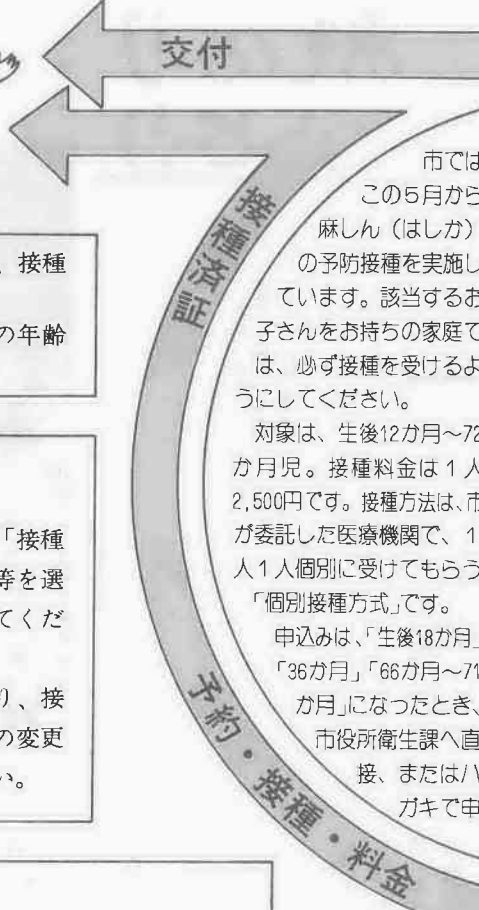 交付
接種済証
、接種
の年齢
「接種
等を選
てくだ
り、接
の変更
い。
市では
この5月から
麻しん(はしか)
の予防接種を実施し
ています。該当するお
子さんをお持ちの家庭で
は、必ず接種を受けるよ
うにしてください。
対象は、生後12か月〜72
か月児。接種料金は1人
2,500円です。接種方法は、市
が委託した医療機関で、1
人1人個別に受けてもらう
「個別接種方式」です。
申込みは、「生後18か月」
「36か月」「66か月〜71
か月」になったとき、
市役所衛生課へ直
接、またはハ
ガキで申
予約・接種・料金